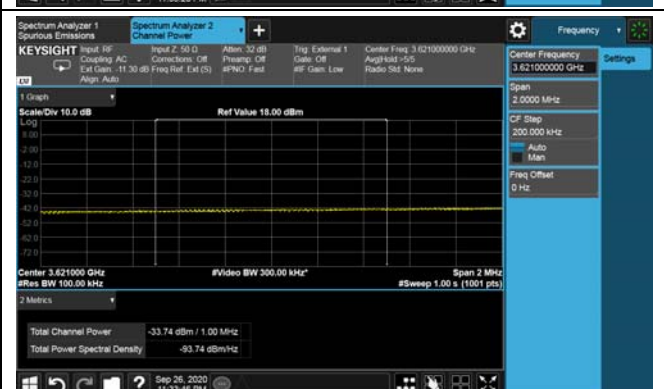 Spectrum Analyzer 1
Spurious Emissions
Spectrum Analyzer 2
Channel Power
+
Frequency
KEYSIGHT
Input: RF
Coupling: AC
Ext Gain: -11.30 dB
Align: Auto
Input Z: 50 Ω
Corrections: Off
Freq Ref: Ext (S)
Atten: 32 dB
Preamp: Off
#PNO: Fast
Trig: External 1
Gate: Off
#IF Gain: Low
Center Freq: 3.621000000 GHz
Avg|Hold:>5/5
Radio Std: None
LXI
Center Frequency
3.621000000 GHz
Settings
Span
2.0000 MHz
CF Step
200.000 kHz
Auto
Man
Freq Offset
0 Hz
1 Graph
Scale/Div 10.0 dB
Ref Value 18.00 dBm
Log
8.00
-2.00
-12.0
-22.0
-32.0
-42.0
-52.0
-62.0
-72.0
Center 3.621000 GHz
#Video BW 300.00 kHz*
Span 2 MHz
#Res BW 100.00 kHz
#Sweep 1.00 s (1001 pts)
2 Metrics
Total Channel Power -33.74 dBm / 1.00 MHz
Total Power Spectral Density -93.74 dBm/Hz
?
Sep 26, 2020